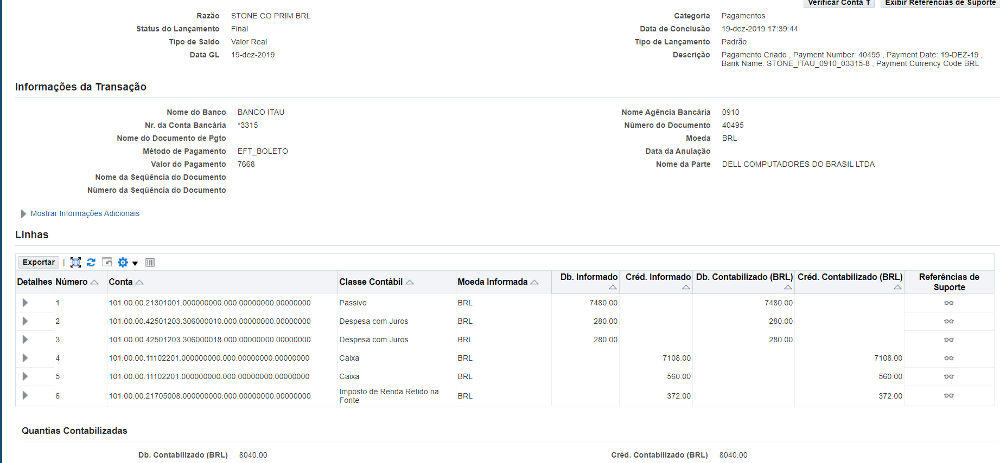 Verificar Conta T Exibir Referências de Suporte
Razão STONE CO PRIM BRL Categoria Pagamentos
Status do Lançamento Final Data de Conclusão 19-dez-2019 17:39:44
Tipo de Saldo Valor Real Tipo de Lançamento Padrão
Data GL 19-dez-2019 Descrição Pagamento Criado , Payment Number: 40495 , Payment Date: 19-DEZ-19 ,
Bank Name: STONE_ITAU_0910_03315-8 , Payment Currency Code BRL
Informações da Transação
Nome do Banco BANCO ITAU Nome Agência Bancária 0910
Nr. da Conta Bancária *3315 Número do Documento 40495
Nome do Documento de Pgto Moeda BRL
Método de Pagamento EFT_BOLETO Data da Anulação
Valor do Pagamento 7668 Nome da Parte DELL COMPUTADORES DO BRASIL LTDA
Nome da Seqüência do Documento
Número da Seqüência do Documento
Mostrar Informações Adicionais
Linhas
Exportar |
Detalhes Número Conta Classe Contábil Moeda Informada Db. Informado Créd. Informado Db. Contabilizado (BRL) Créd. Contabilizado (BRL) Referências de
Suporte
1 101.00.00.21301001.000000000.000.00000000.00000000 Passivo BRL 7480.00 7480.00
2 101.00.00.42501203.306000010.000.00000000.00000000 Despesa com Juros BRL 280.00 280.00
3 101.00.00.42501203.306000018.000.00000000.00000000 Despesa com Juros BRL 280.00 280.00
4 101.00.00.11102201.000000000.000.00000000.00000000 Caixa BRL 7108.00 7108.00
5 101.00.00.11102201.000000000.000.00000000.00000000 Caixa BRL 560.00 560.00
6 101.00.00.21705008.000000000.000.00000000.00000000 Imposto de Renda Retido na
Fonte BRL 372.00 372.00
Quantias Contabilizadas
Db. Contabilizado (BRL) 8040.00 Créd. Contabilizado (BRL) 8040.00